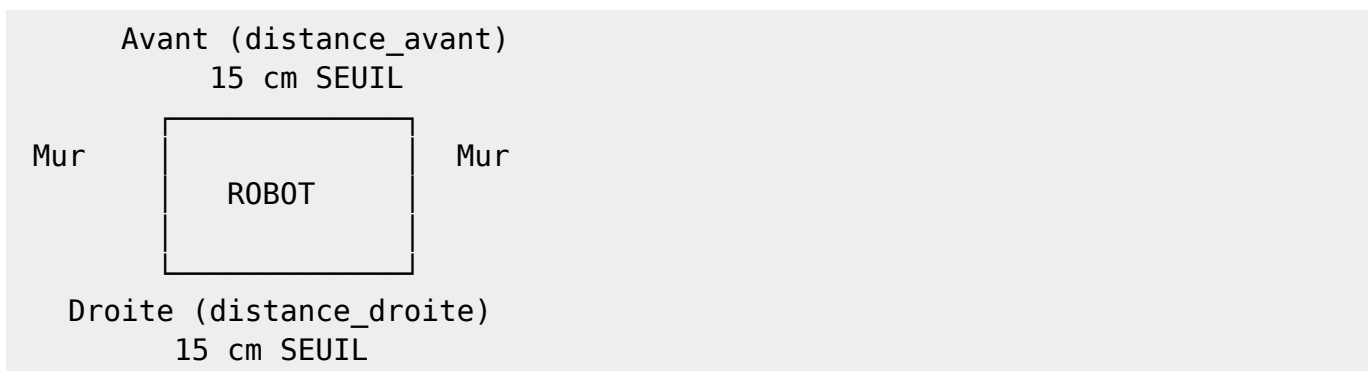 Avant (distance_avant)
15 cm SEUIL
Mur Mur
ROBOT
Droite (distance_droite)
15 cm SEUIL